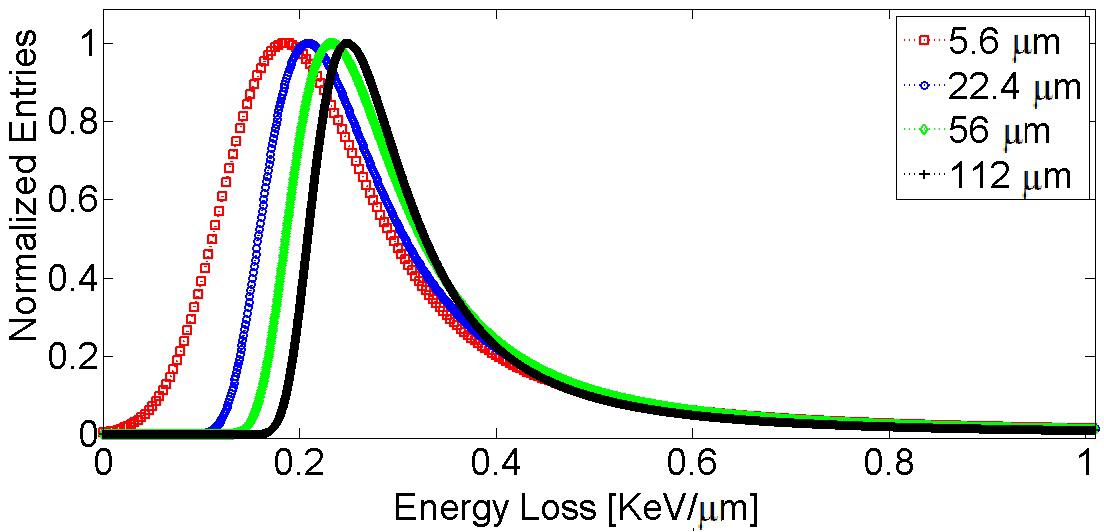 Normalized Entries
1
0.8
0.6
0.4
0.2
0
0 0.2 0.4 0.6 0.8 1
Energy Loss [KeV/μm]
5.6 μm
22.4 μm
56 μm
112 μm